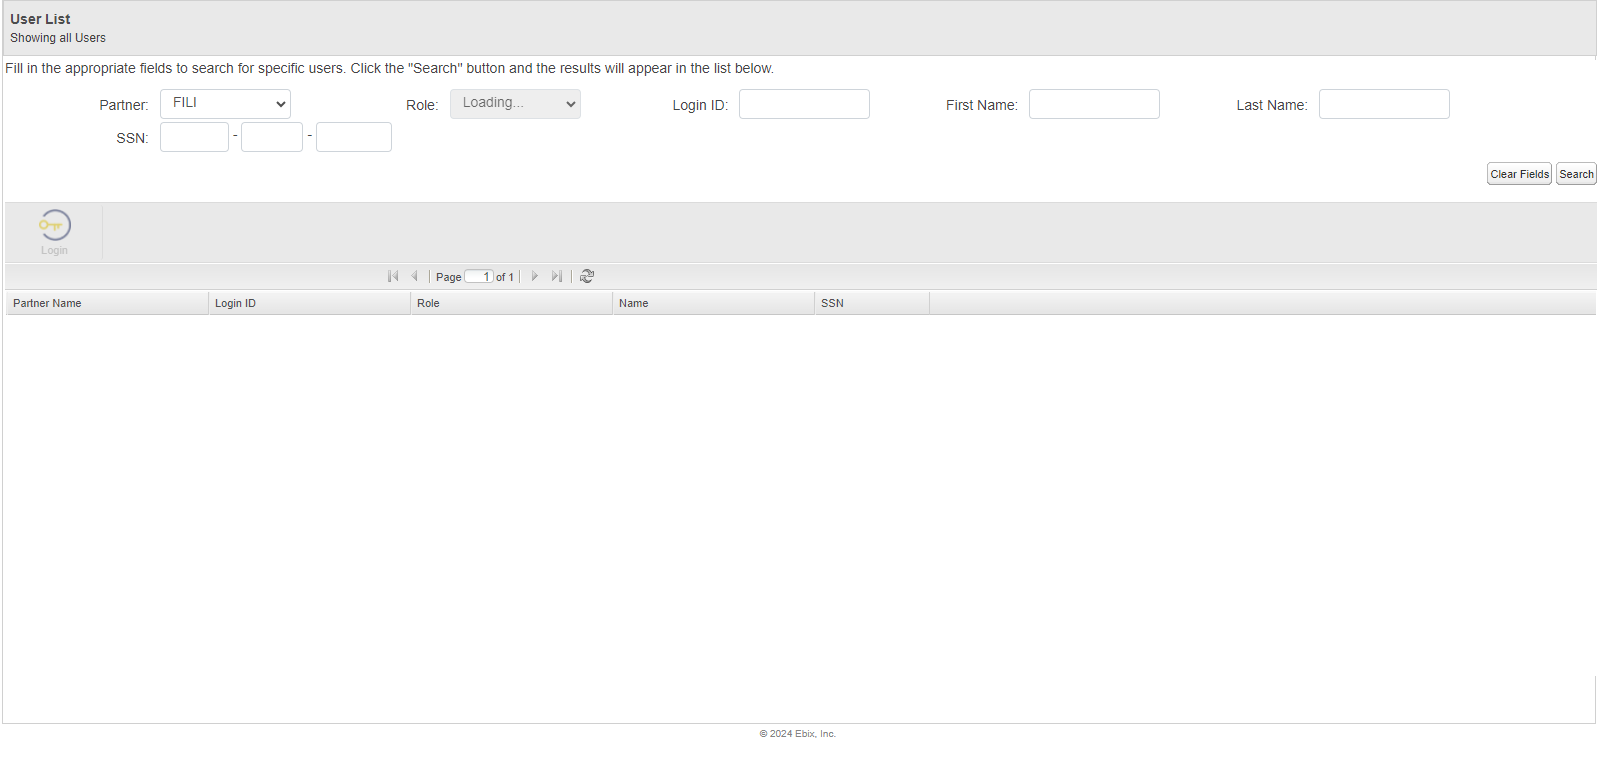 User List
Showing all Users
Fill in the appropriate fields to search for specific users. Click the "Search" button and the results will appear in the list below.
Partner: FILI Role: Loading... Login ID: First Name: Last Name:
SSN: - -
Clear Fields Search
Login
Page 1 of 1
Partner Name Login ID Role Name SSN
© 2024 Ebix, Inc.